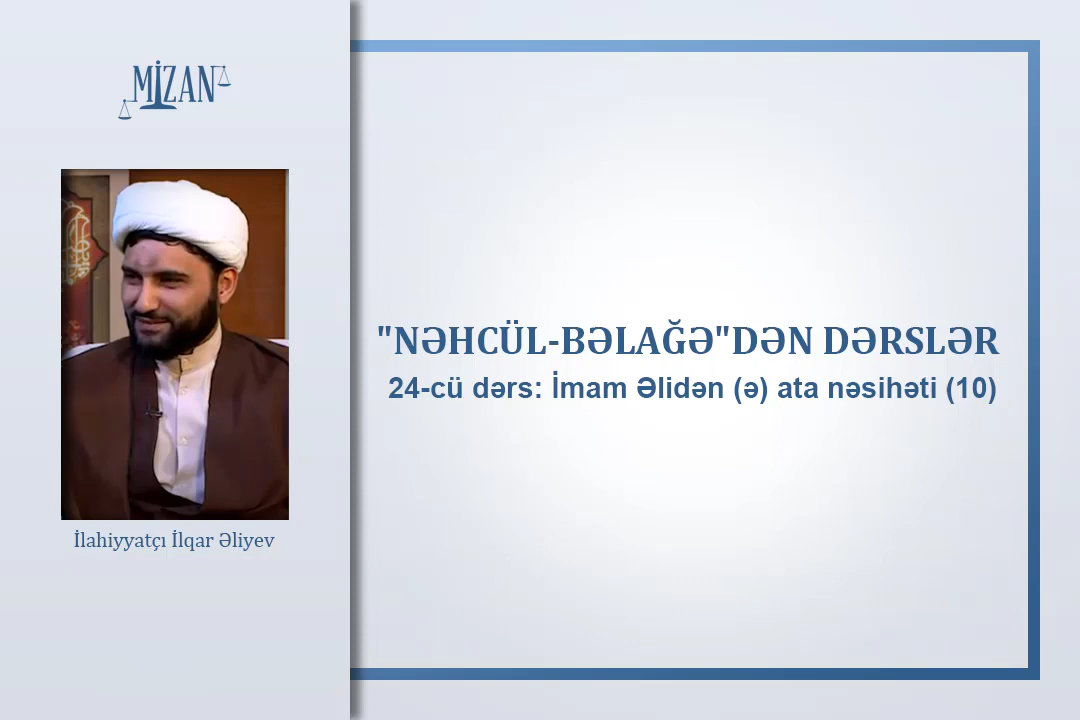 MİZAN
İlahiyyatçı İlqar Əliyev
"NƏHCÜL-BƏLAĞƏ"DƏN DƏRSLƏR
24-cü dərs: İmam Əlidən (ə) ata nəsihəti (10)